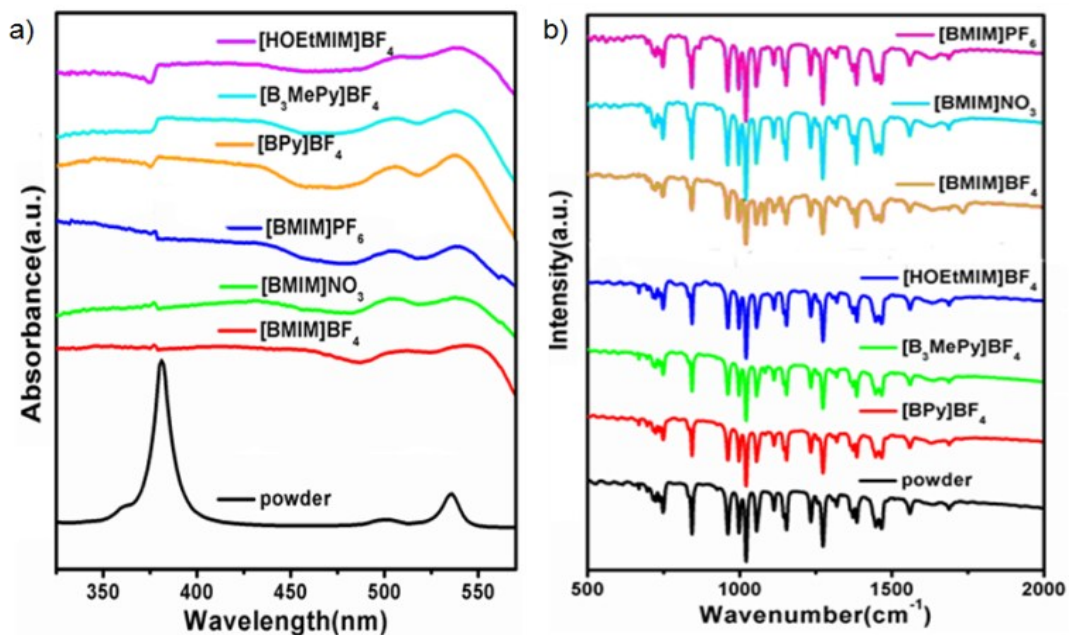 a)
[HOEtMIM]BF4
[B3MePy]BF4
[BPy]BF4
[BMIM]PF6
[BMIM]NO3
[BMIM]BF4
powder
Absorbance(a.u.)
350 400 450 500 550
Wavelength(nm)
b)
[BMIM]PF6
[BMIM]NO3
[BMIM]BF4
[HOEtMIM]BF4
[B3MePy]BF4
[BPy]BF4
powder
Intensity(a.u.)
500 1000 1500 2000
Wavenumber(cm-1)